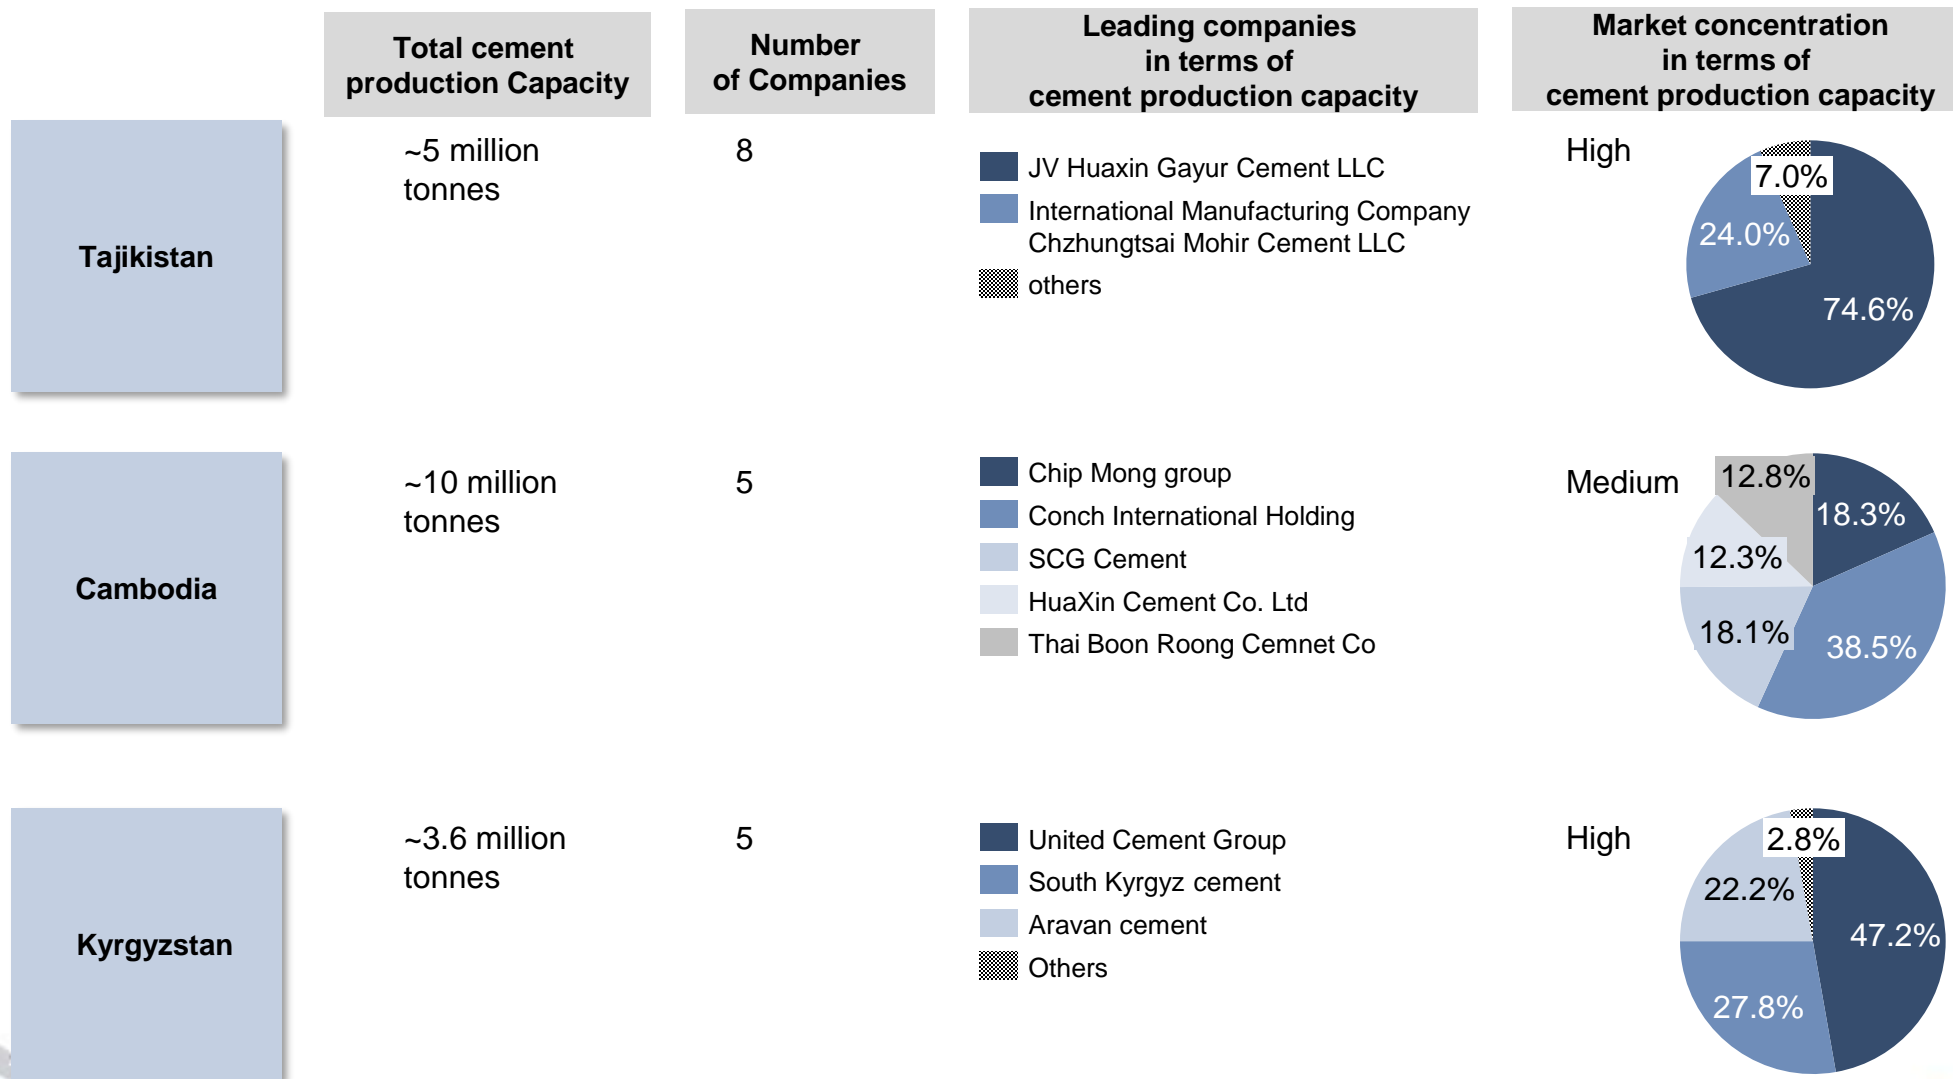 Total cement
production Capacity
Number
of Companies
Leading companies
in terms of
cement production capacity
Market concentration
in terms of
cement production capacity
Tajikistan
~5 million
tonnes
8
JV Huaxin Gayur Cement LLC
International Manufacturing Company
Chzhungtsai Mohir Cement LLC
others
High
7.0%
24.0%
74.6%
Cambodia
~10 million
tonnes
5
Chip Mong group
Conch International Holding
SCG Cement
HuaXin Cement Co. Ltd
Thai Boon Roong Cemnet Co
Medium
12.8%
18.3%
12.3%
18.1%
38.5%
Kyrgyzstan
~3.6 million
tonnes
5
United Cement Group
South Kyrgyz cement
Aravan cement
Others
High
2.8%
22.2%
47.2%
27.8%